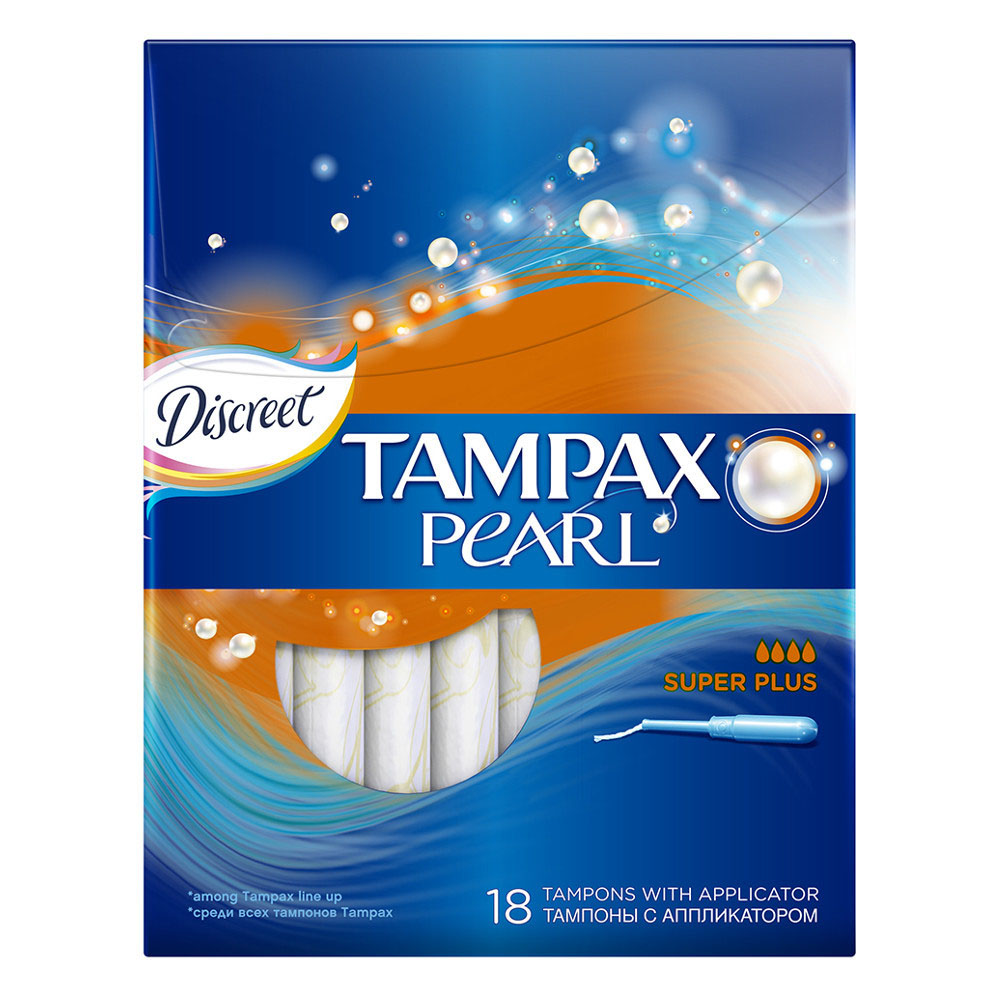 Discreet
TAMPAX
PEARL
SUPER PLUS
*among Tampax line up
*среди всех тампонов Tampax
18 TAMPONS WITH APPLICATOR
ТАМПОНЫ С АППЛИКАТОРОМ